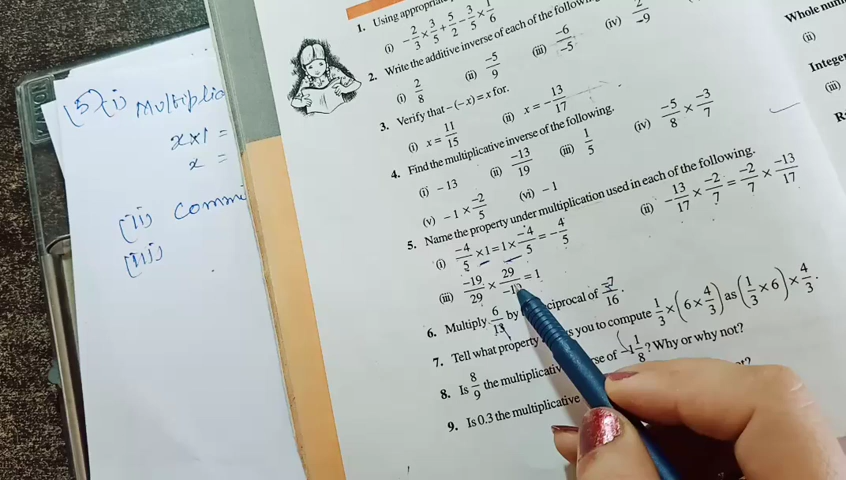 (5) (i) Multiplica
x×1 =
x =
(ii) Commu
(iii)
1. Using appropriate
(i) -2/3 × 3/5 + 5/2 - 3/5 × 1/6
2. Write the additive inverse of each of the following
(i) 2/8 (ii) -5/9 (iii) -6/-5 (iv) 2/-9
3. Verify that –(–x) = x for.
(i) x = 11/15 (ii) x = -13/17
4. Find the multiplicative inverse of the following.
(i) –13 (ii) -13/19 (iii) 1/5 (iv) -5/8 × -3/7
(v) –1 × -2/5 (vi) –1
5. Name the property under multiplication used in each of the following.
(i) -4/5 × 1 = 1 × -4/5 = -4/5 (ii) -13/17 × -2/7 = -2/7 × -13/17
(iii) -19/29 × 29/-19 = 1
6. Multiply 6/13 by reciprocal of -7/16.
7. Tell what property you to compute 1/3 × (6 × 4/3) as (1/3 × 6) × 4/3.
8. Is 8/9 the multiplicative of -1 1/8? Why or why not?
9. Is 0.3 the multiplicative
Whole num
(ii)
Integer
(iii)